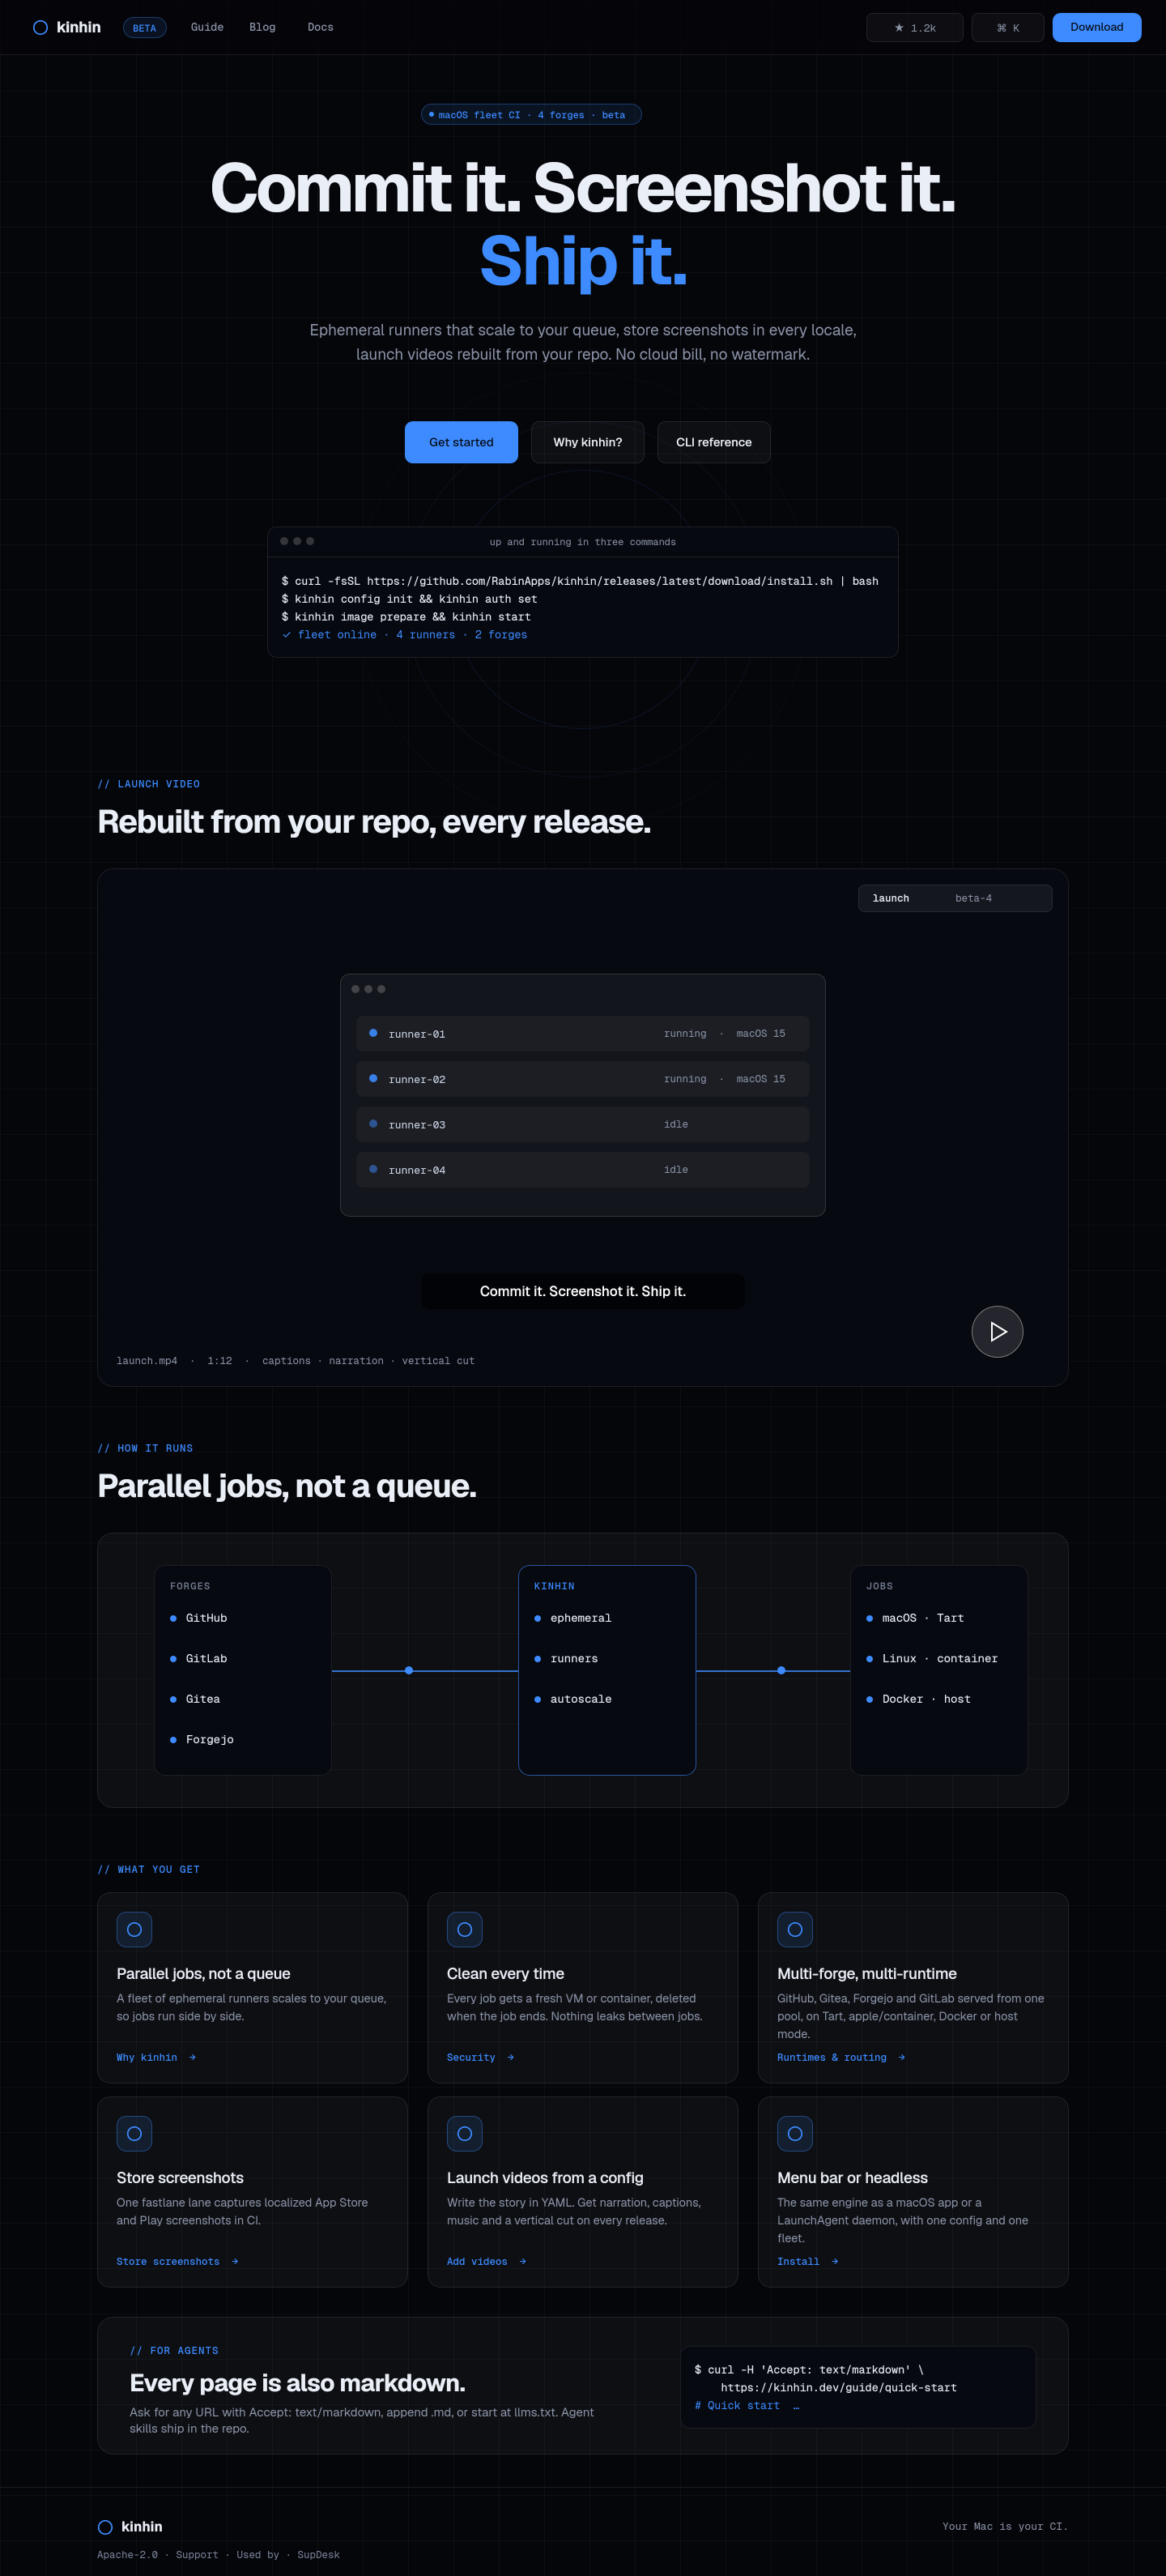 kinhin BETA Guide Blog Docs ★ 1.2k ⌘ K Download
macOS fleet CI · 4 forges · beta
Commit it. Screenshot it.
Ship it.
Ephemeral runners that scale to your queue, store screenshots in every locale,
launch videos rebuilt from your repo. No cloud bill, no watermark.
Get started Why kinhin? CLI reference
up and running in three commands
$ curl -fsSL https://github.com/RabinApps/kinhin/releases/latest/download/install.sh | bash
$ kinhin config init && kinhin auth set
$ kinhin image prepare && kinhin start
✓ fleet online · 4 runners · 2 forges
// LAUNCH VIDEO
Rebuilt from your repo, every release.
launch beta-4
runner-01 running · macOS 15
runner-02 running · macOS 15
runner-03 idle
runner-04 idle
Commit it. Screenshot it. Ship it.
launch.mp4 · 1:12 · captions · narration · vertical cut
// HOW IT RUNS
Parallel jobs, not a queue.
FORGES
GitHub
GitLab
Gitea
Forgejo
KINHIN
ephemeral
runners
autoscale
JOBS
macOS · Tart
Linux · container
Docker · host
// WHAT YOU GET
Parallel jobs, not a queue
A fleet of ephemeral runners scales to your queue,
so jobs run side by side.
Why kinhin →
Clean every time
Every job gets a fresh VM or container, deleted
when the job ends. Nothing leaks between jobs.
Security →
Multi-forge, multi-runtime
GitHub, Gitea, Forgejo and GitLab served from one
pool, on Tart, apple/container, Docker or host
mode.
Runtimes & routing →
Store screenshots
One fastlane lane captures localized App Store
and Play screenshots in CI.
Store screenshots →
Launch videos from a config
Write the story in YAML. Get narration, captions,
music and a vertical cut on every release.
Add videos →
Menu bar or headless
The same engine as a macOS app or a
LaunchAgent daemon, with one config and one
fleet.
Install →
// FOR AGENTS
Every page is also markdown.
Ask for any URL with Accept: text/markdown, append .md, or start at llms.txt. Agent
skills ship in the repo.
$ curl -H 'Accept: text/markdown' \
https://kinhin.dev/guide/quick-start
# Quick start …
kinhin
Your Mac is your CI.
Apache-2.0 · Support · Used by · SupDesk